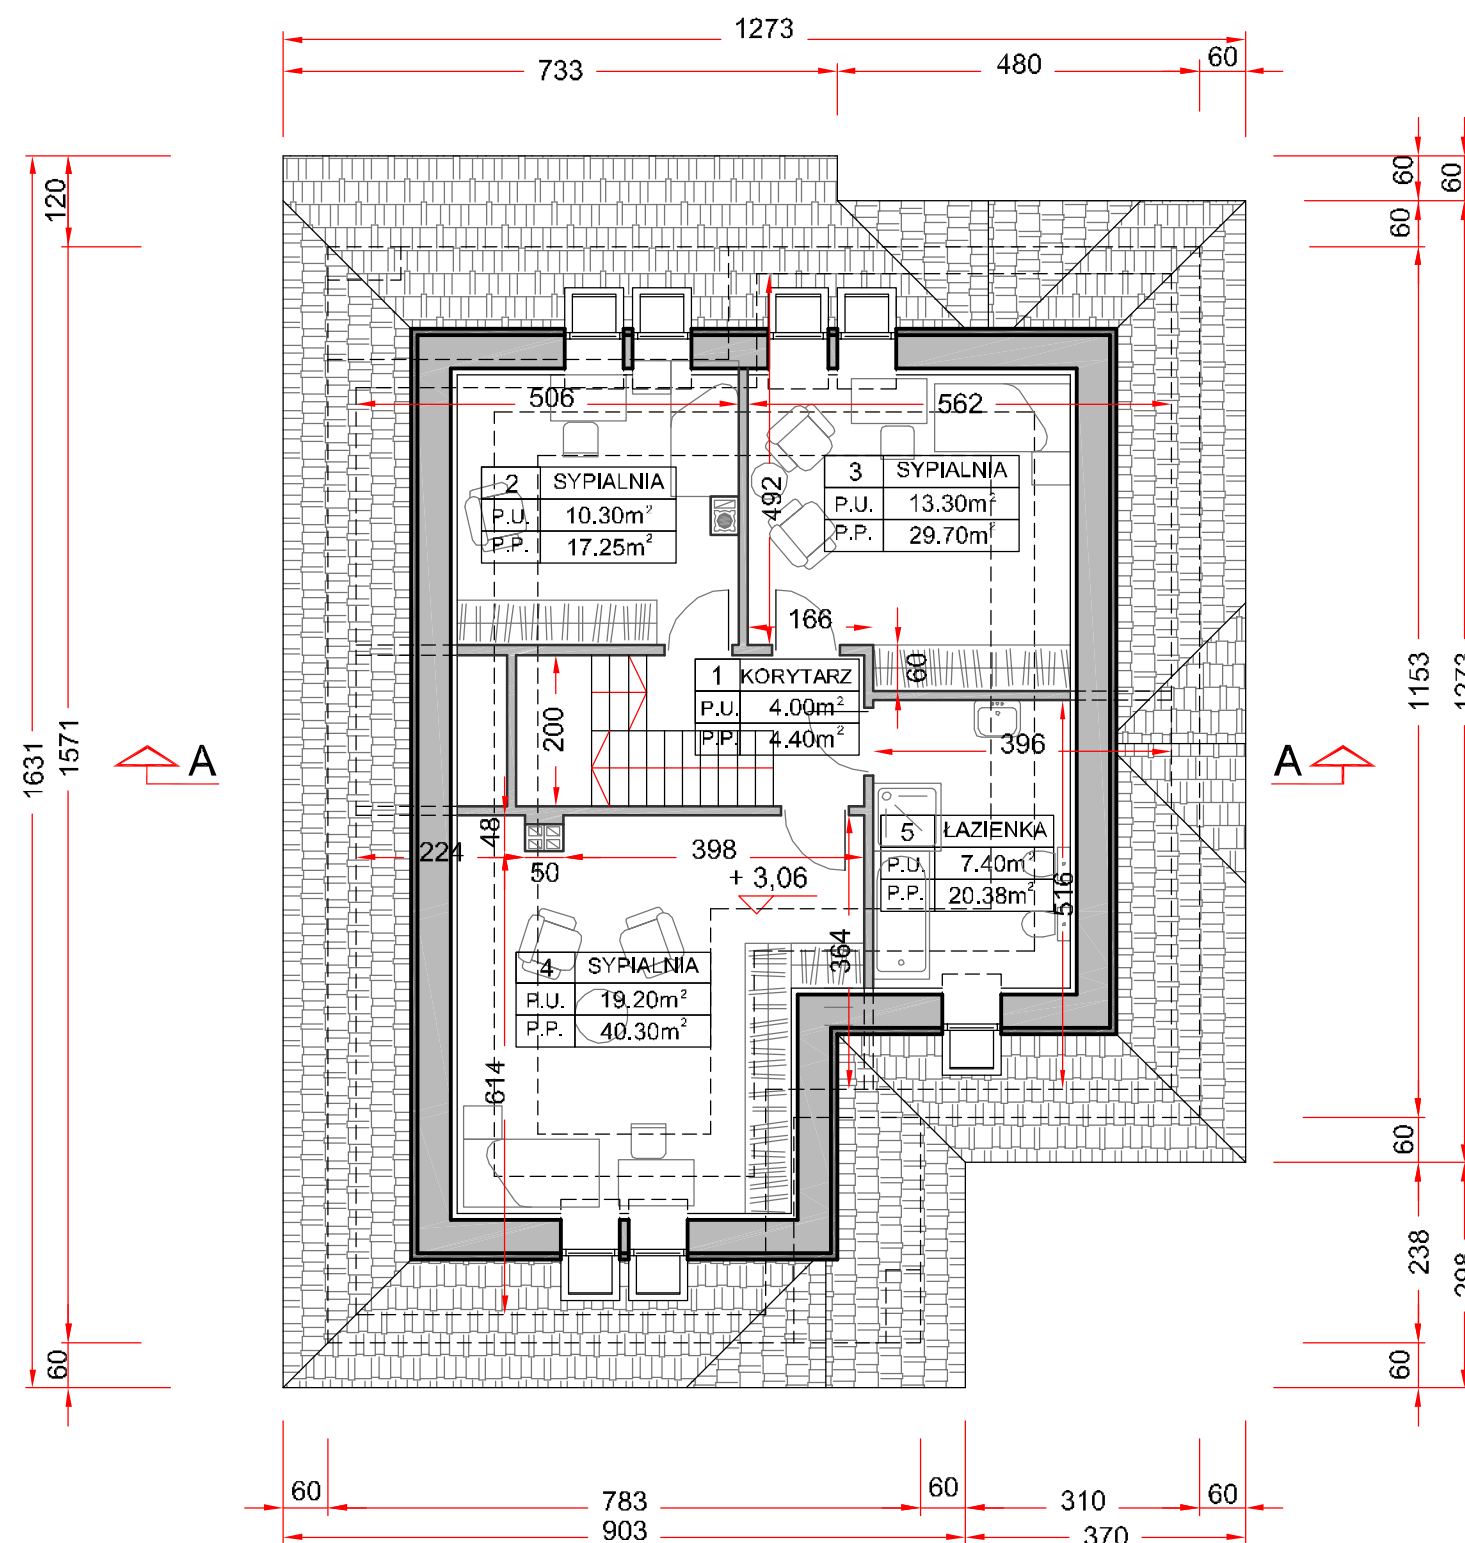 1273
733
480
60
120
60
60
60
506
562
492
2 SYPIALNIA
P.U. 10.30m²
P.P. 17.25m²
3 SYPIALNIA
P.U. 13.30m²
P.P. 29.70m²
166
60
1 KORYTARZ
P.U. 4.00m²
P.P. 4.40m²
200
396
1631
1571
A
A
1153
1273
48
224
50
398
+ 3,06
5 ŁAZIENKA
P.U. 7.40m²
P.P. 20.38m²
516
364
4 SYPIALNIA
P.U. 19.20m²
P.P. 40.30m²
614
60
238
298
60
60
60
783
60
310
60
903
370